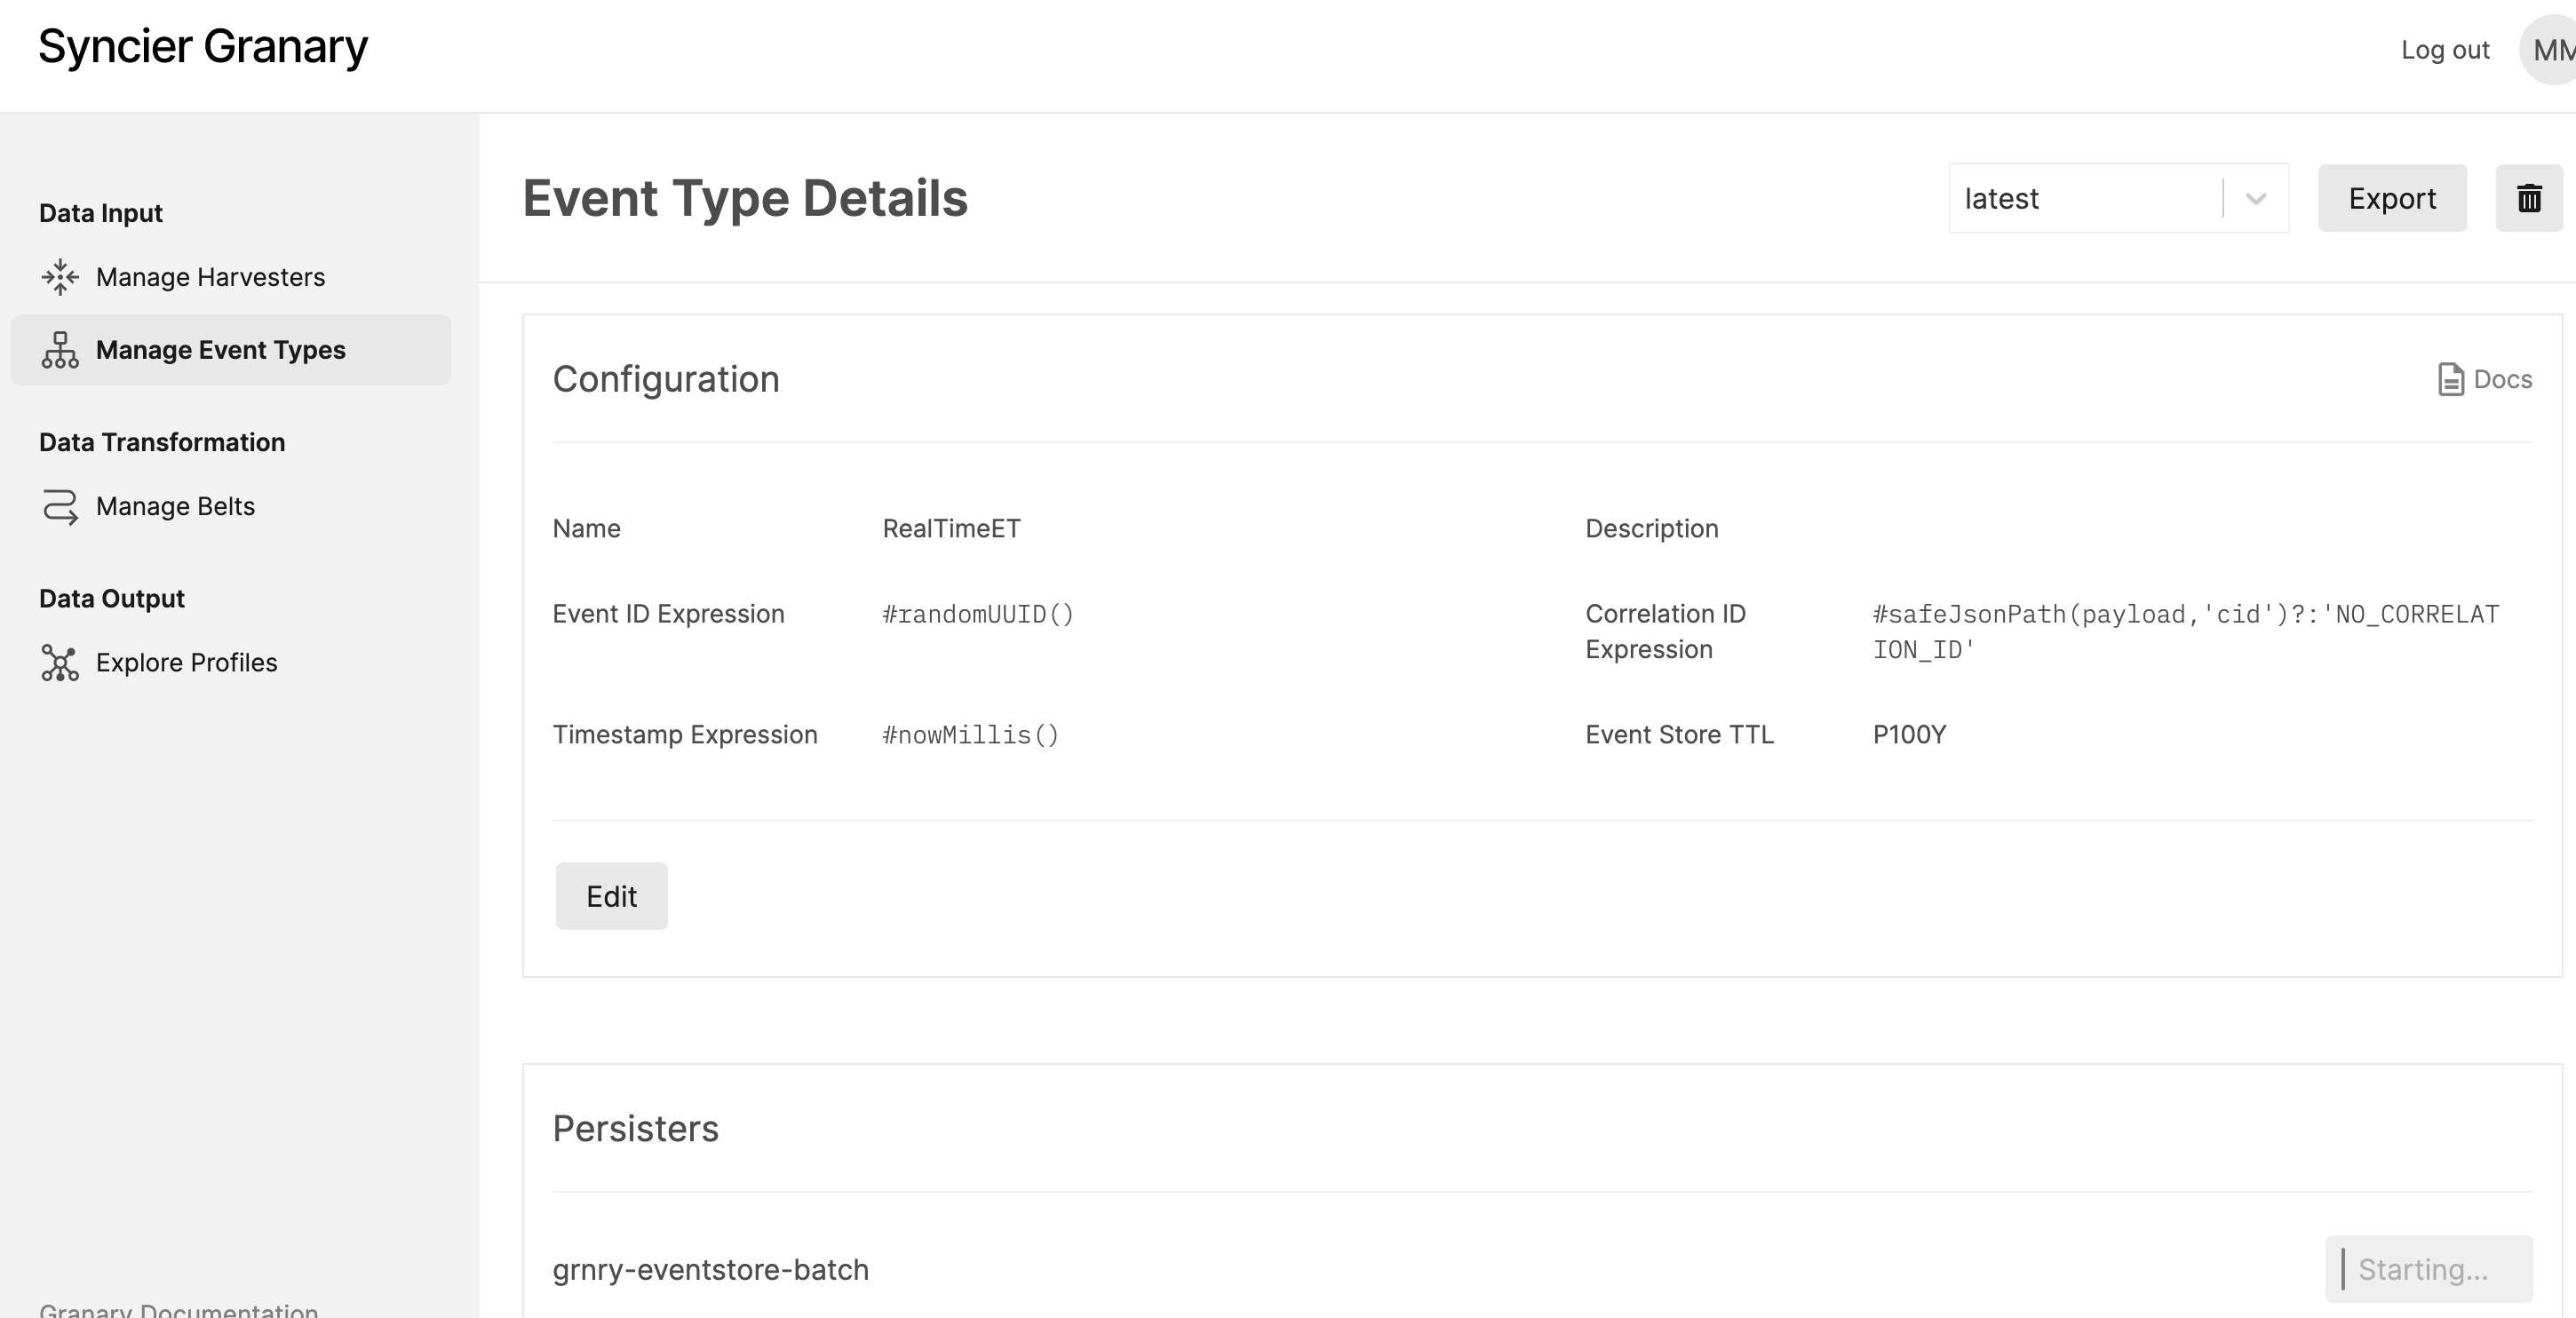 Syncier Granary
Log out
MM
Data Input
Manage Harvesters
Manage Event Types
Data Transformation
Manage Belts
Data Output
Explore Profiles
Granary Documentation
Event Type Details
latest
Export
Configuration
Docs
Name
RealTimeET
Description
Event ID Expression
#randomUUID()
Correlation ID
Expression
#safeJsonPath(payload,'cid')?:'NO_CORRELAT
ION_ID'
Timestamp Expression
#nowMillis()
Event Store TTL
P100Y
Edit
Persisters
grnry-eventstore-batch
Starting...